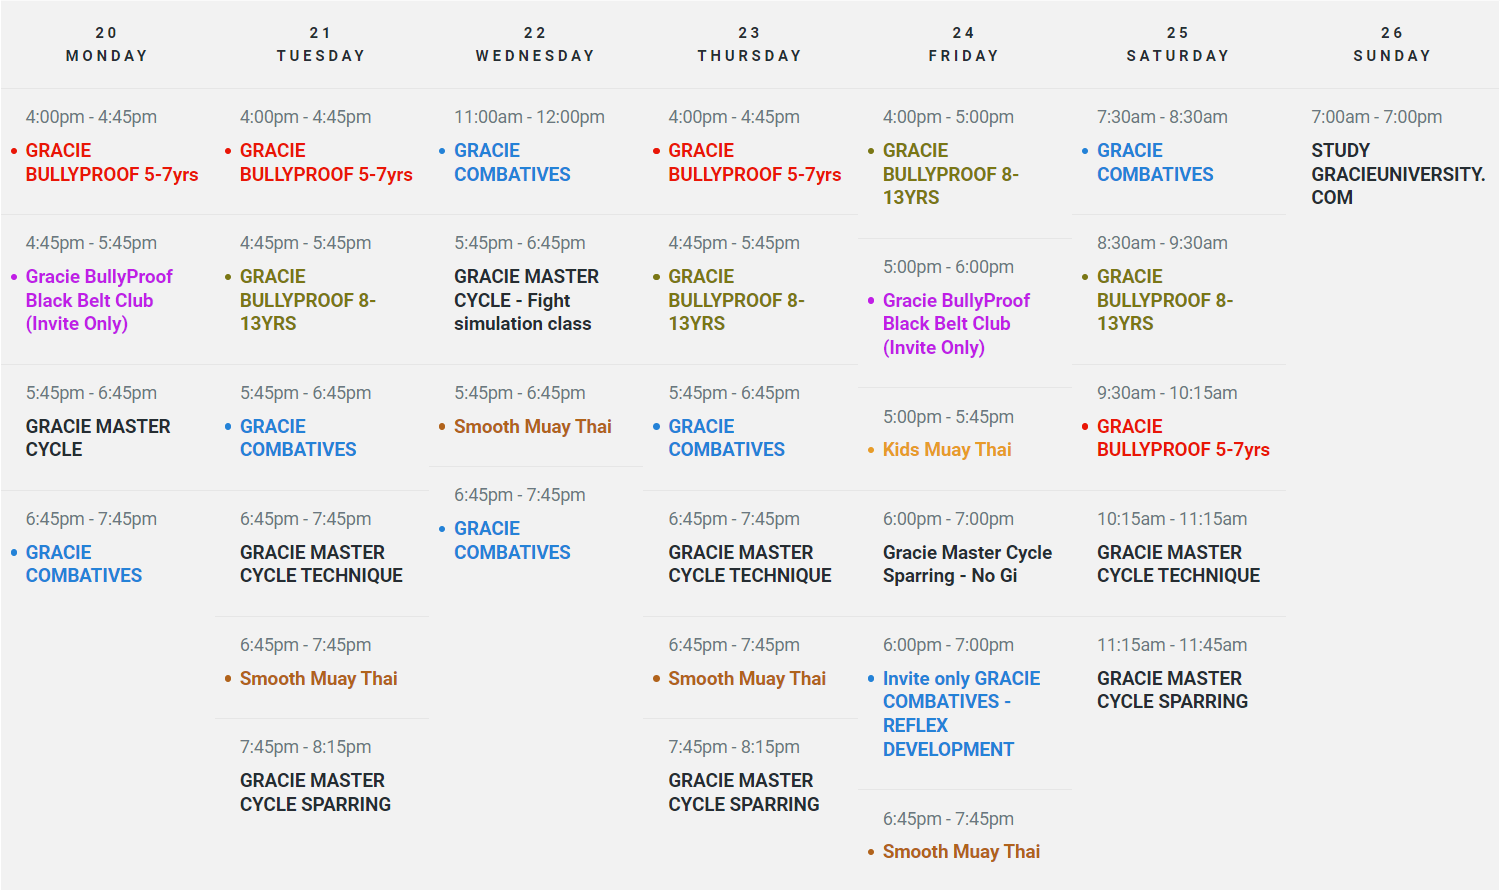 20
MONDAY
4:00pm - 4:45pm
GRACIE
BULLYPROOF 5-7yrs
4:45pm - 5:45pm
Gracie BullyProof
Black Belt Club
(Invite Only)
5:45pm - 6:45pm
GRACIE MASTER
CYCLE
6:45pm - 7:45pm
GRACIE
COMBATIVES
21
TUESDAY
4:00pm - 4:45pm
GRACIE
BULLYPROOF 5-7yrs
4:45pm - 5:45pm
GRACIE
BULLYPROOF 8-
13YRS
5:45pm - 6:45pm
GRACIE
COMBATIVES
6:45pm - 7:45pm
GRACIE MASTER
CYCLE TECHNIQUE
6:45pm - 7:45pm
Smooth Muay Thai
7:45pm - 8:15pm
GRACIE MASTER
CYCLE SPARRING
22
WEDNESDAY
11:00am - 12:00pm
GRACIE
COMBATIVES
5:45pm - 6:45pm
GRACIE MASTER
CYCLE - Fight
simulation class
5:45pm - 6:45pm
Smooth Muay Thai
6:45pm - 7:45pm
GRACIE
COMBATIVES
23
THURSDAY
4:00pm - 4:45pm
GRACIE
BULLYPROOF 5-7yrs
4:45pm - 5:45pm
GRACIE
BULLYPROOF 8-
13YRS
5:45pm - 6:45pm
GRACIE
COMBATIVES
6:45pm - 7:45pm
GRACIE MASTER
CYCLE TECHNIQUE
6:45pm - 7:45pm
Smooth Muay Thai
7:45pm - 8:15pm
GRACIE MASTER
CYCLE SPARRING
24
FRIDAY
4:00pm - 5:00pm
GRACIE
BULLYPROOF 8-
13YRS
5:00pm - 6:00pm
Gracie BullyProof
Black Belt Club
(Invite Only)
5:00pm - 5:45pm
Kids Muay Thai
6:00pm - 7:00pm
Gracie Master Cycle
Sparring - No Gi
6:00pm - 7:00pm
Invite only GRACIE
COMBATIVES -
REFLEX
DEVELOPMENT
6:45pm - 7:45pm
Smooth Muay Thai
25
SATURDAY
7:30am - 8:30am
GRACIE
COMBATIVES
8:30am - 9:30am
GRACIE
BULLYPROOF 8-
13YRS
9:30am - 10:15am
GRACIE
BULLYPROOF 5-7yrs
10:15am - 11:15am
GRACIE MASTER
CYCLE TECHNIQUE
11:15am - 11:45am
GRACIE MASTER
CYCLE SPARRING
26
SUNDAY
7:00am - 7:00pm
STUDY
GRACIEUNIVERSITY.
COM